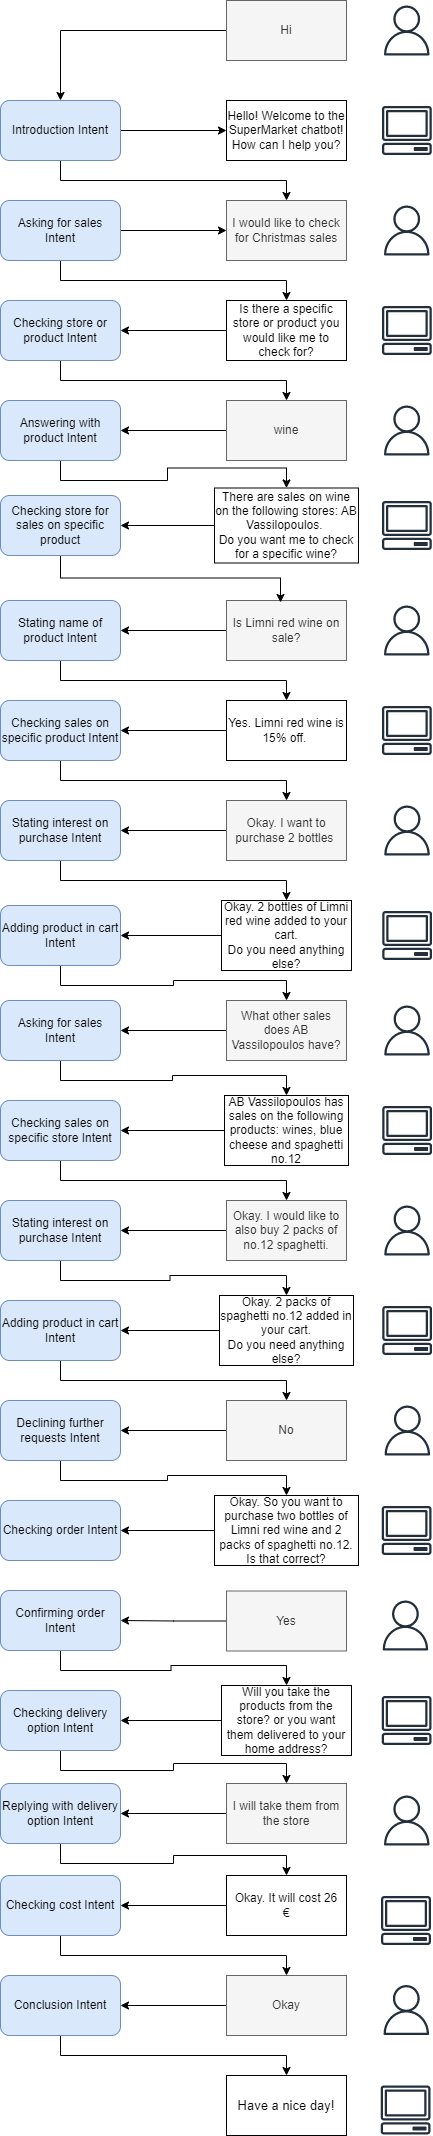 Hi
Introduction Intent
Hello! Welcome to the
SuperMarket chatbot!
How can I help you?
Asking for sales
Intent
I would like to check
for Christmas sales
Checking store or
product Intent
Is there a specific
store or product you
would like me to
check for?
Answering with
product Intent
wine
Checking store for
sales on specific
product
There are sales on wine
on the following stores: AB
Vassilopoulos.
Do you want me to check
for a specific wine?
Stating name of
product Intent
Is Limni red wine on
sale?
Checking sales on
specific product Intent
Yes. Limni red wine is
15% off.
Stating interest on
purchase Intent
Okay. I want to
purchase 2 bottles
Adding product in cart
Intent
Okay. 2 bottles of Limni
red wine added to your
cart.
Do you need anything
else?
Asking for sales
Intent
What other sales
does AB
Vassilopoulos have?
Checking sales on
specific store Intent
AB Vassilopoulos has
sales on the following
products: wines, blue
cheese and spaghetti
no.12
Stating interest on
purchase Intent
Okay. I would like to
also buy 2 packs of
no.12 spaghetti.
Adding product in cart
Intent
Okay. 2 packs of
spaghetti no.12 added in
your cart.
Do you need anything
else?
Declining further
requests Intent
No
Checking order Intent
Okay. So you want to
purchase two bottles of
Limni red wine and 2
packs of spaghetti no.12.
Is that correct?
Confirming order
Intent
Yes
Checking delivery
option Intent
Will you take the
products from the
store? or you want
them delivered to your
home address?
Replying with delivery
option Intent
I will take them from
the store
Checking cost Intent
Okay. It will cost 26
€
Conclusion Intent
Okay
Have a nice day!